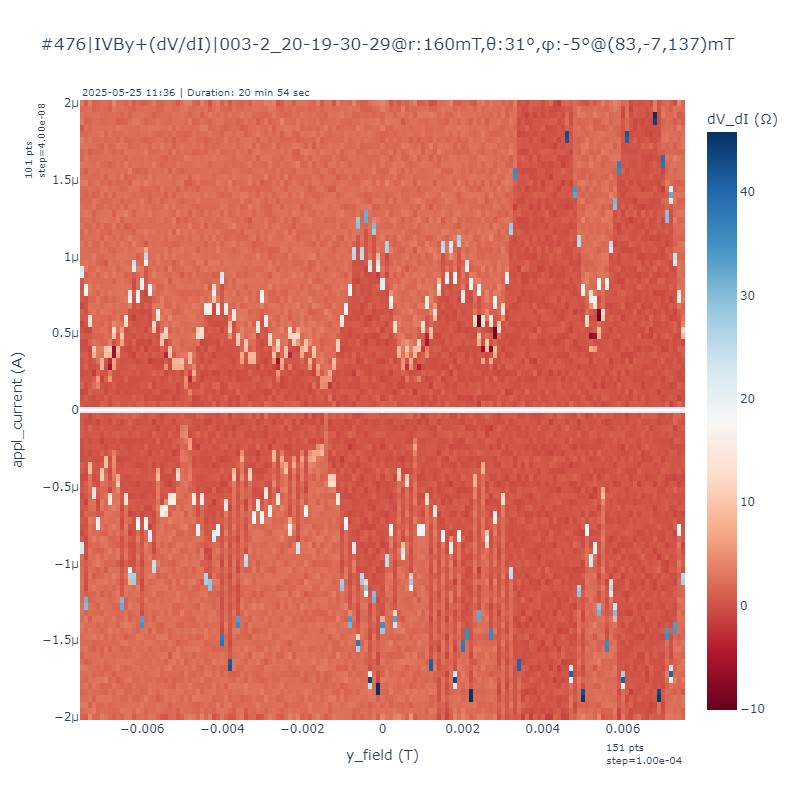 #476|IVBy+(dV/dI)|003-2_20-19-30-29@r:160mT,θ:31°,φ:-5°@(83,-7,137)mT
2025-05-25 11:36 | Duration: 20 min 54 sec
dV_dI (Ω)
101 pts
step=4.00e-08
appl_current (A)
2μ
1.5μ
1μ
0.5μ
0
−0.5μ
−1μ
−1.5μ
−2μ
40
30
20
10
0
−10
−0.006
−0.004
−0.002
0
0.002
0.004
0.006
y_field (T)
151 pts
step=1.00e-04